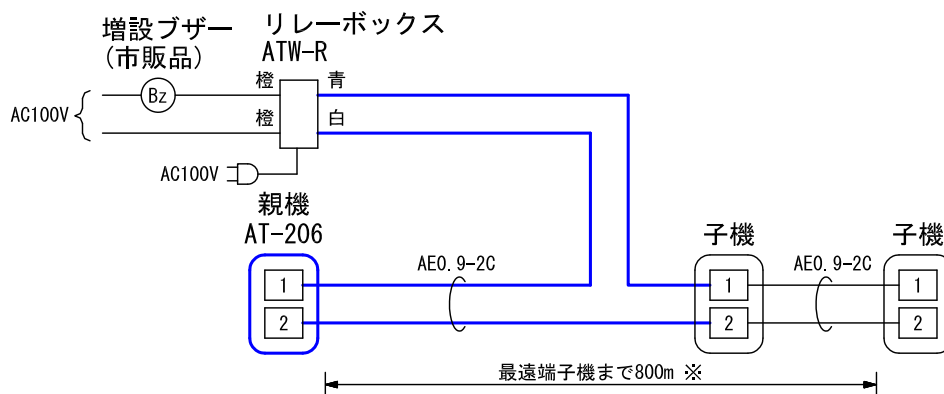 増設ブザー
(市販品)
リレーボックス
ATW-R
橙
青
Bz
AC100V
橙
白
AC100V
親機
AT-206
子機
子機
AE0.9-2C
AE0.9-2C
1
1
1
2
2
2
最遠端子機まで800m ※